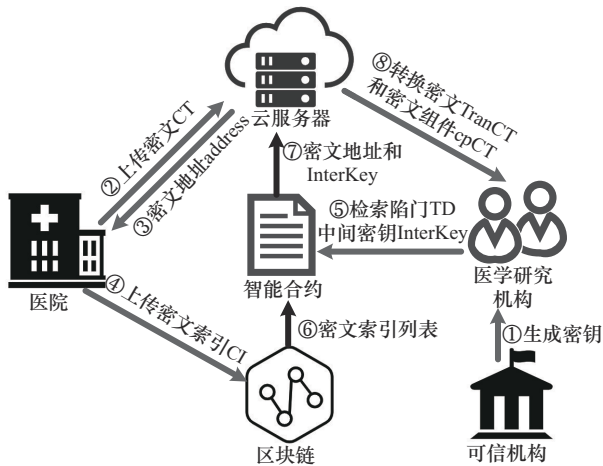 云服务器
②上传密文CT
③密文地址address
⑧转换密文TranCT
和密文组件cpCT
⑦密文地址和
InterKey
⑤检索陷门TD
中间密钥InterKey
医院
智能合约
医学研究
机构
④上传密文索引CI
⑥密文索引列表
①生成密钥
区块链
可信机构